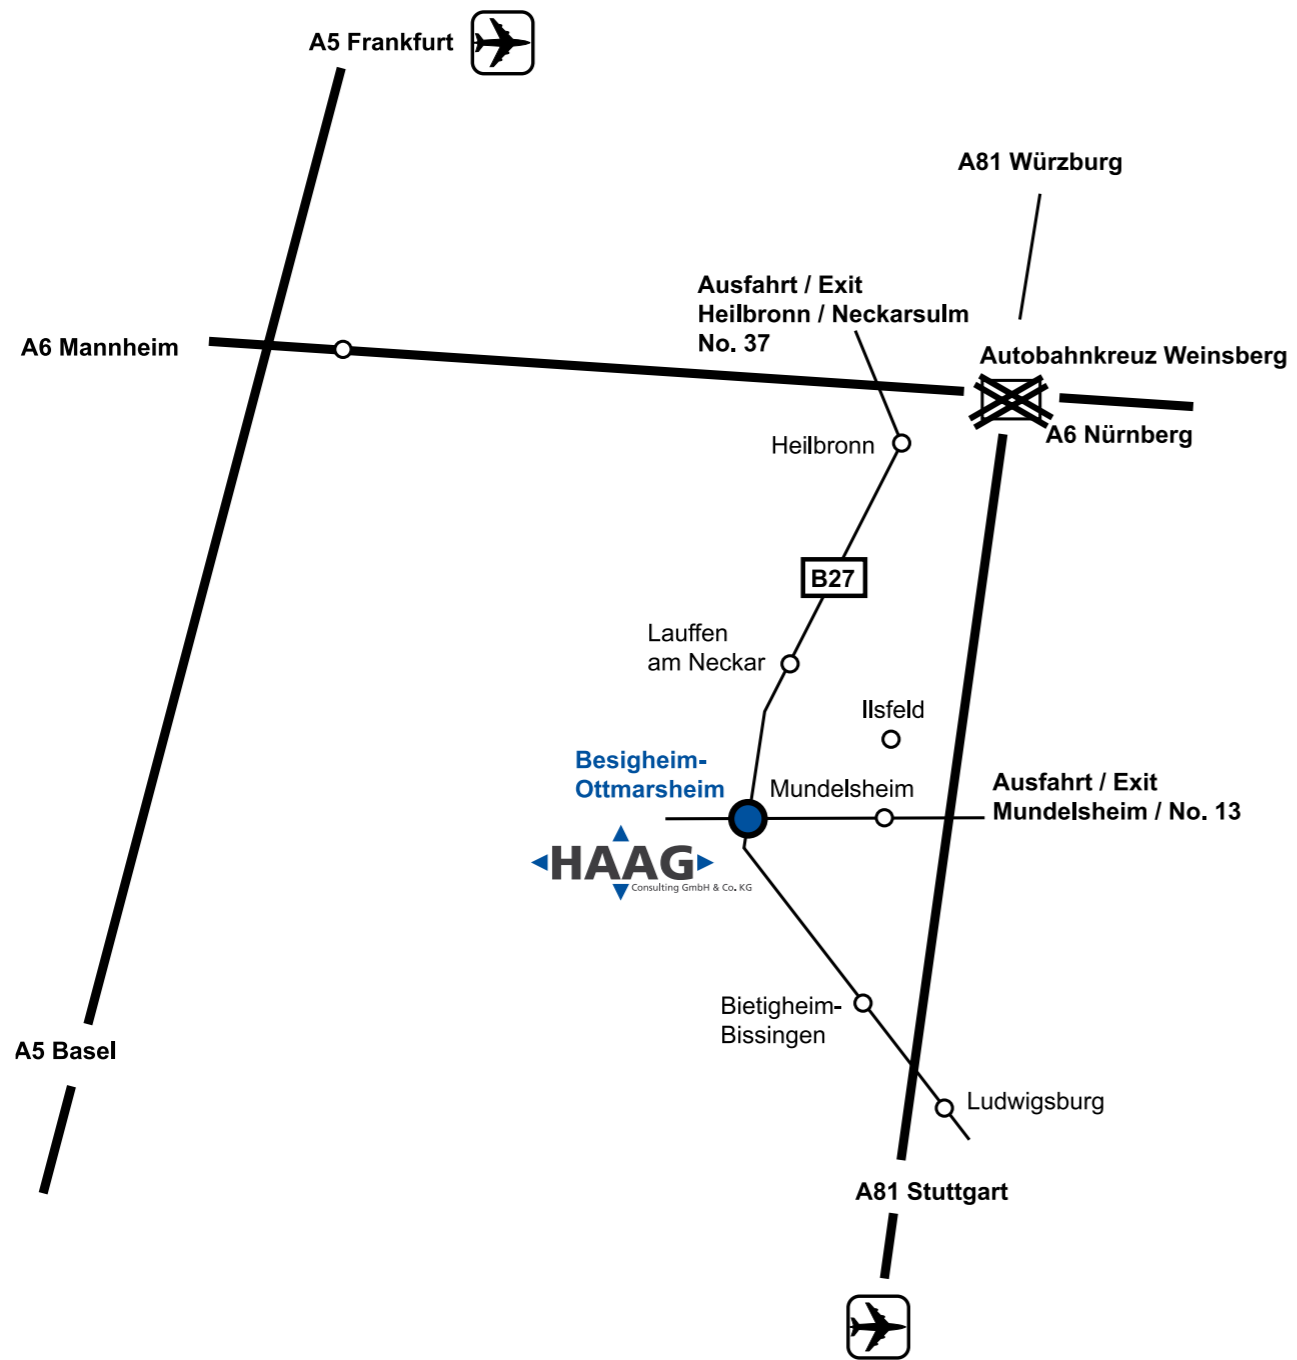 A5 Frankfurt
A81 Würzburg
Ausfahrt / Exit
Heilbronn / Neckarsulm
No. 37
A6 Mannheim
Autobahnkreuz Weinsberg
A6 Nürnberg
Heilbronn
B27
Lauffen
am Neckar
Ilsfeld
Besigheim-
Ottmarsheim
Mundelsheim
Ausfahrt / Exit
Mundelsheim / No. 13
HAAG
Consulting GmbH & Co. KG
Bietigheim-
Bissingen
A5 Basel
Ludwigsburg
A81 Stuttgart